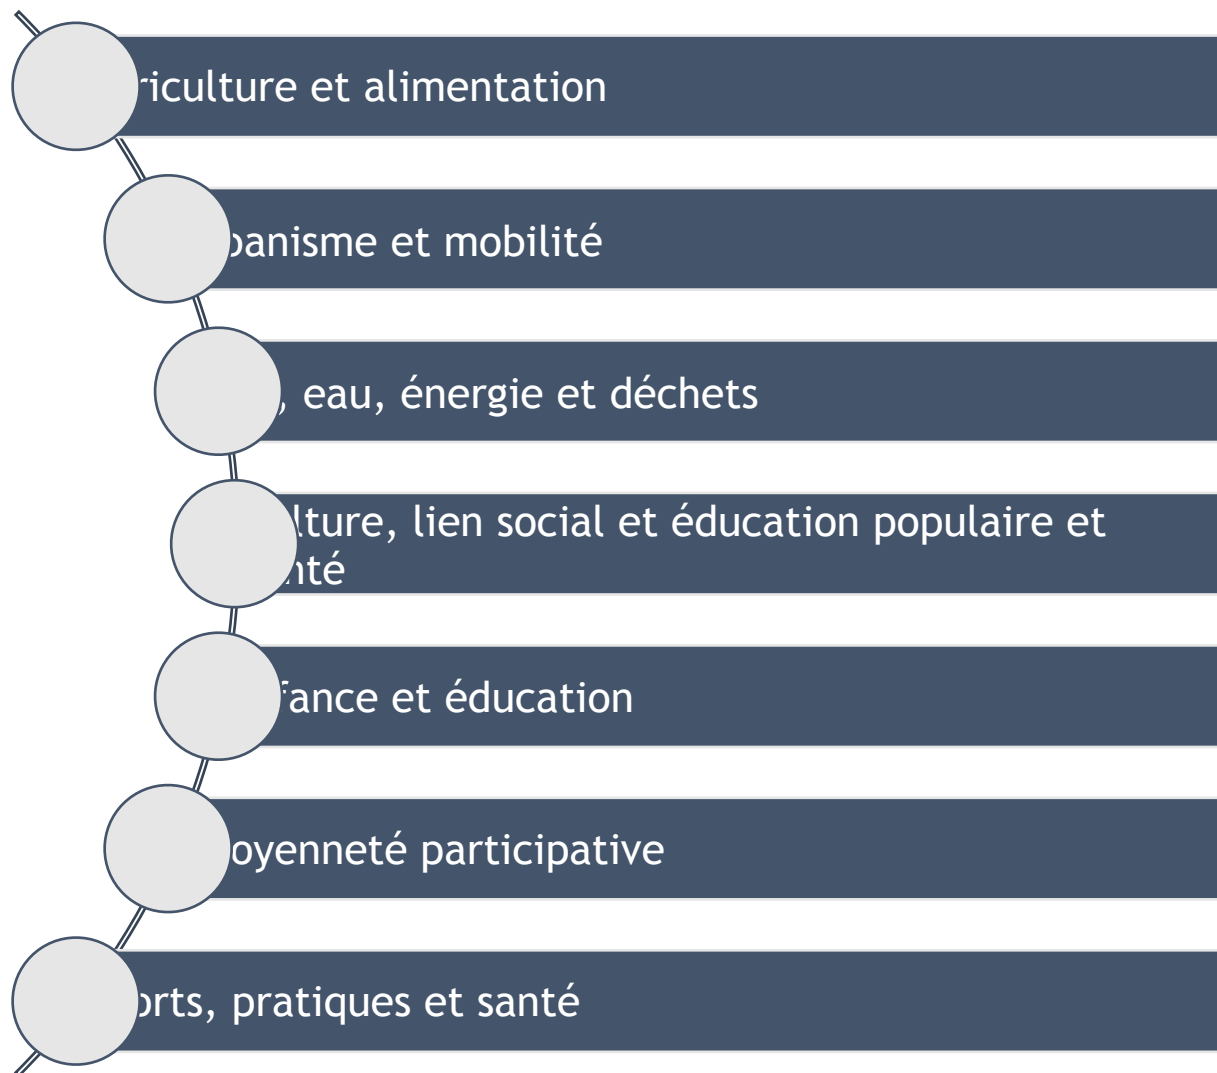 riculture et alimentation
banisme et mobilité
, eau, énergie et déchets
lture, lien social et éducation populaire et
nté
fance et éducation
oyenneté participative
orts, pratiques et santé